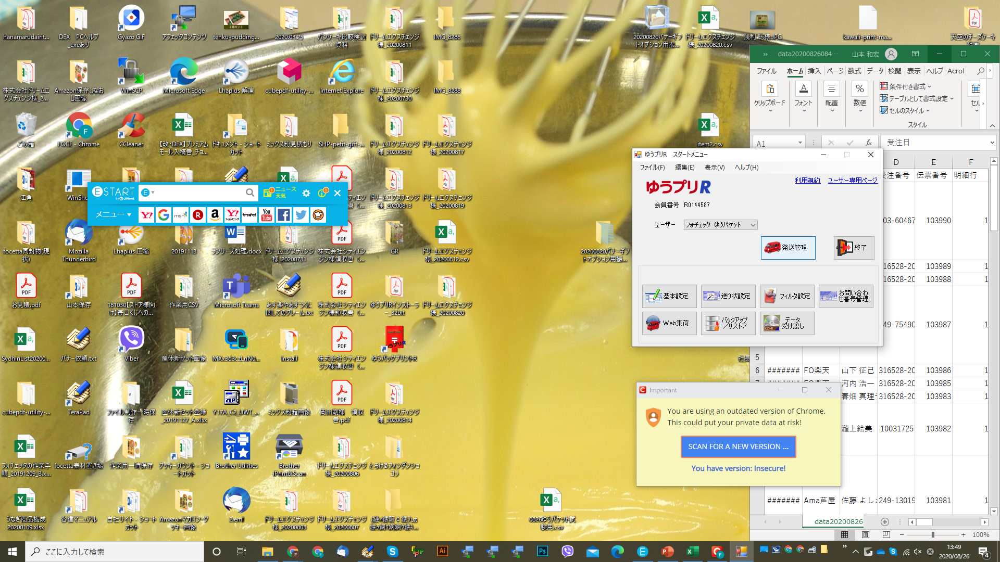 hanamarudairit...
DEX　PCヘルプ
_exeあり
Gyazo GIF
アフェッタコンテンツ
tenku-pudding...
2020.03.25
パンケーキ比較検討
資料
ドリームエクスチェンジ
様_20200811
IMG_8286
20200820バナーギフ
トオプション用撮...
ドリームエクスチェンジ
様_20200820.csv
浅利 聡様.JPG
kawaii-print-ma...
天空のチーズケーキ
株式会社ドリームエ
クスチェンジ様_2...
Amazon保存しなお
し画像
WinSCP
Microsoft Edge
Lhaplus 解凍
cubepdf-utility-...
Internet Explore
ドリームエクスチェンジ
様_20200730
IMG_8288
ごみ箱
FOCE - Chrome
CCleaner
【改・DEX】プレミアム
モール入稿書_チョ...
ドキュメント - ショート
カット
ミックス粉見積もり
SHP-petit-gift-...
ドリームエクスチェンジ
様_20200812
ドリームエクスチェンジ
様_20200817
item2.csv
江角
WinSho
ドリームエクスチェンジ
様_20200813
ドリームエクスチェンジ
様_20200819
ESTART
by JWord
ニュース
天気
メニュー
Y!
G
msn
R
a
Y!
ショッピング
ヤフオク!
You
Tube
focetta同封物(現
状)
Mozilla
Thunderbird
Lhaplus 圧縮
20191113
ランサーズ処理.docx
ドリームエクスチェンジ
様_20200731
株式会社シティエン
ジン様領収書（...
GR
ドリームエクスチェンジ
様_20200812.csv
20200820バナーギフ
トオプション用撮...
お見積.pdf
山本保存
181030【ストア様向
け】毎日くじへの...
作業用CSV
Microsoft Teams
あす楽やあすつくに
関してのクレーム.txt
株式会社シティエン
ジン様領収書（...
ゆうプリRインストーラ
ー_32bit
ドリームエクスチェンジ
様_20200820
SyohinList20200...
バナー依頼.txt
Viber
産休新セット画像
MXx3d3czLnN0...
Install
株式会社シティエン
ジン様領収書（...
ゆうパックプリントR
社長
cubepdf-utility-...
TeraPad
ファイル制作一時保
存
産休新セット登録
_20191127_A.xlsx
Y17A_C2_UWT_...
ミックス粉箱画像
岡田剛様　領収
書.pdf
ドリームエクスチェンジ
様_20200814
フォチェッタの作業手
順_20191209_B.x...
focetta素材置き場
作業用一時保存
クッキーカウント - ショ
ートカット
Brother Utilities
Brother
iPrint&Scan
ドリームエクスチェンジ
様_20200806
とろけるフォンダンショ
コラ
うなぎ商品構成
20200109.xlsx
各種マニュアル
自社サイト - ショート
カット
Amazonマカロン・ク
ッキー画像
2.eml
ドリームエクスチェンジ
様_20200803
ドリームエクスチェンジ
様_20200807
0826ゆうパケット試
験用.csv
data20200826084…
山本 和宏
ファイル
ホーム
挿入
ページ
数式
データ
校閲
表示
ヘルプ
Acrol
クリップボード
フォント
配置
数値
条件付き書式
テーブルとして書式設定
セルのスタイル
スタイル
セル
A1
fx
受注日
D
E
F
受注番号
伝票番号
明細行
03-60467
103990
1
316528-20
103989
1
316528-20
103988
1
49-75490
103987
1
5
6
#######
FO楽天
山下 征己
316528-20
103986
1
河内 浩一
316528-20
103985
1
春畑 真理子
316528-20
103983
1
瀧上絵美
10031725
103982
1
#######
Ama芦屋
佐藤 よしえ
249-13019
103981
1
data20200826
100%
ゆうプリR　スタートメニュー
ファイル(F)
編集(E)
表示(V)
ヘルプ(H)
ゆうプリR
利用規約
ユーザー専用ページ
会員番号
R0144587
ユーザー
フォチェッタ ゆうパケット
発送管理
終了
基本設定
送り状設定
フィルタ設定
お問い合わ
せ番号管理
Web集荷
バックアップ
／リストア
データ
受け渡し
Important
You are using an outdated version of Chrome.
This could put your private data at risk!
SCAN FOR A NEW VERSION ...
You have version: Insecure!
ここに入力して検索
13:49
2020/08/26
4